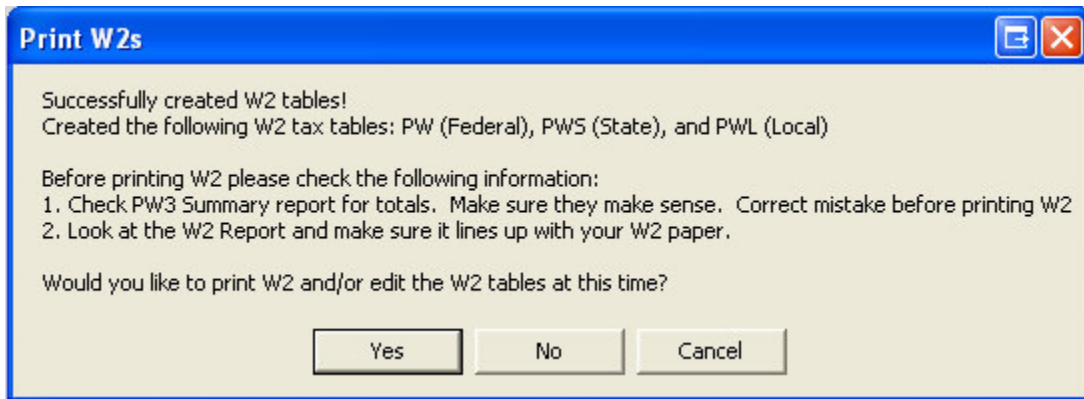 Print W2s
Successfully created W2 tables!
Created the following W2 tax tables: PW (Federal), PWS (State), and PWL (Local)
Before printing W2 please check the following information:
1. Check PW3 Summary report for totals.  Make sure they make sense.  Correct mistake before printing W2
2. Look at the W2 Report and make sure it lines up with your W2 paper.
Would you like to print W2 and/or edit the W2 tables at this time?
Yes No Cancel